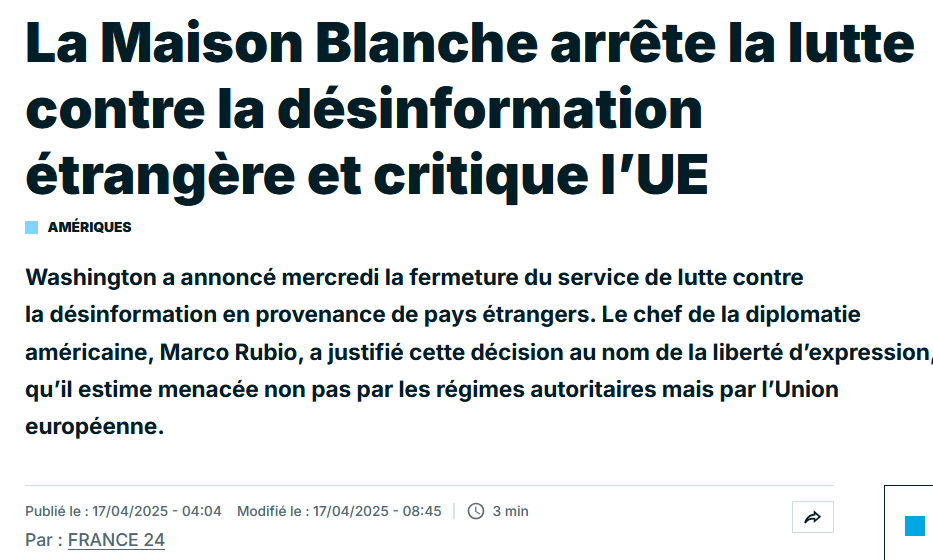 La Maison Blanche arrête la lutte
contre la désinformation
étrangère et critique l’UE
AMÉRIQUES
Washington a annoncé mercredi la fermeture du service de lutte contre
la désinformation en provenance de pays étrangers. Le chef de la diplomatie
américaine, Marco Rubio, a justifié cette décision au nom de la liberté d’expression,
qu’il estime menacée non pas par les régimes autoritaires mais par l’Union
européenne.
Publié le : 17/04/2025 - 04:04 Modifié le : 17/04/2025 - 08:45 3 min
Par : FRANCE 24